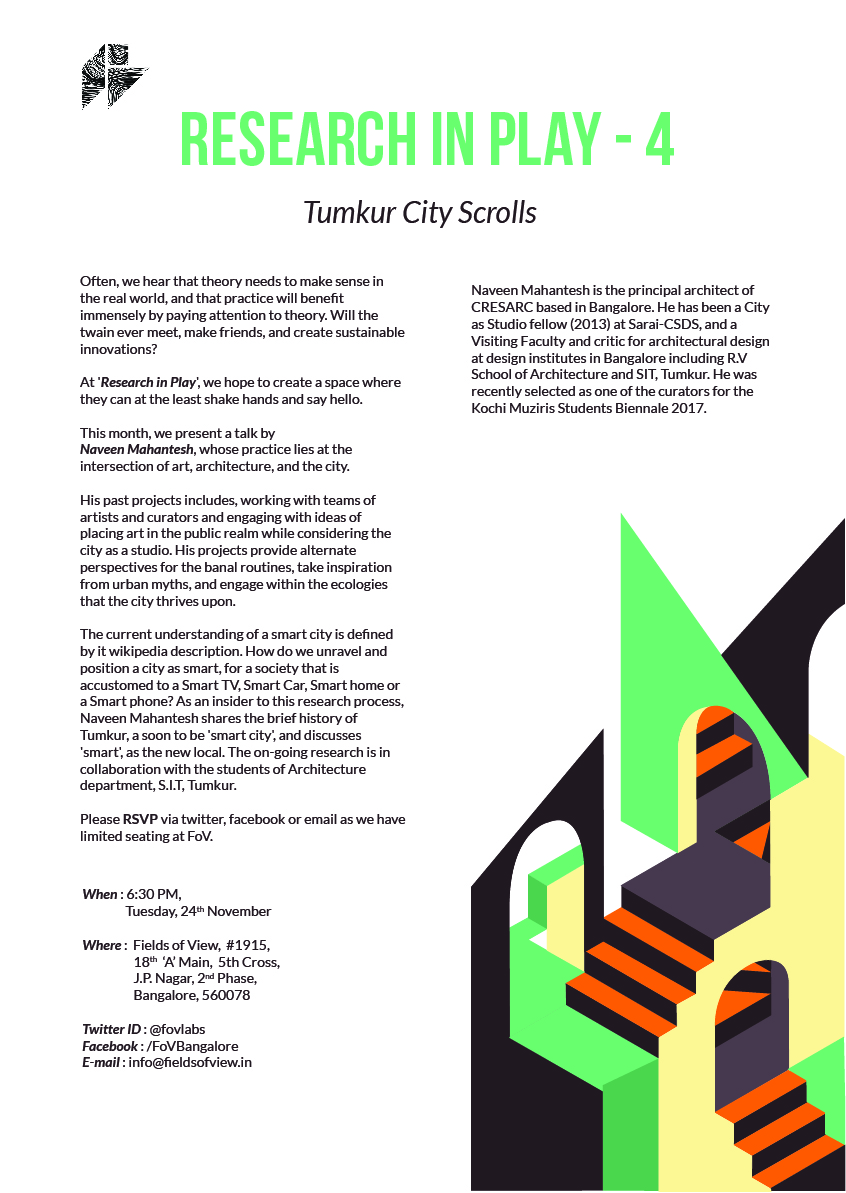 RESEARCH IN PLAY - 4
Tumkur City Scrolls
Often, we hear that theory needs to make sense in
the real world, and that practice will benefit
immensely by paying attention to theory. Will the
twain ever meet, make friends, and create sustainable
innovations?
At 'Research in Play', we hope to create a space where
they can at the least shake hands and say hello.
This month, we present a talk by
Naveen Mahantesh, whose practice lies at the
intersection of art, architecture, and the city.
His past projects includes, working with teams of
artists and curators and engaging with ideas of
placing art in the public realm while considering the
city as a studio. His projects provide alternate
perspectives for the banal routines, take inspiration
from urban myths, and engage within the ecologies
that the city thrives upon.
The current understanding of a smart city is defined
by it wikipedia description. How do we unravel and
position a city as smart, for a society that is
accustomed to a Smart TV, Smart Car, Smart home or
a Smart phone? As an insider to this research process,
Naveen Mahantesh shares the brief history of
Tumkur, a soon to be 'smart city', and discusses
'smart', as the new local. The on-going research is in
collaboration with the students of Architecture
department, S.I.T, Tumkur.
Please RSVP via twitter, facebook or email as we have
limited seating at FoV.
When : 6:30 PM,
Tuesday, 24th November
Where : Fields of View, #1915,
18th 'A' Main, 5th Cross,
J.P. Nagar, 2nd Phase,
Bangalore, 560078
Twitter ID : @fovlabs
Facebook : /FoVBangalore
E-mail : info@fieldsofview.in
Naveen Mahantesh is the principal architect of
CRESARC based in Bangalore. He has been a City
as Studio fellow (2013) at Sarai-CSDS, and a
Visiting Faculty and critic for architectural design
at design institutes in Bangalore including R.V
School of Architecture and SIT, Tumkur. He was
recently selected as one of the curators for the
Kochi Muziris Students Biennale 2017.